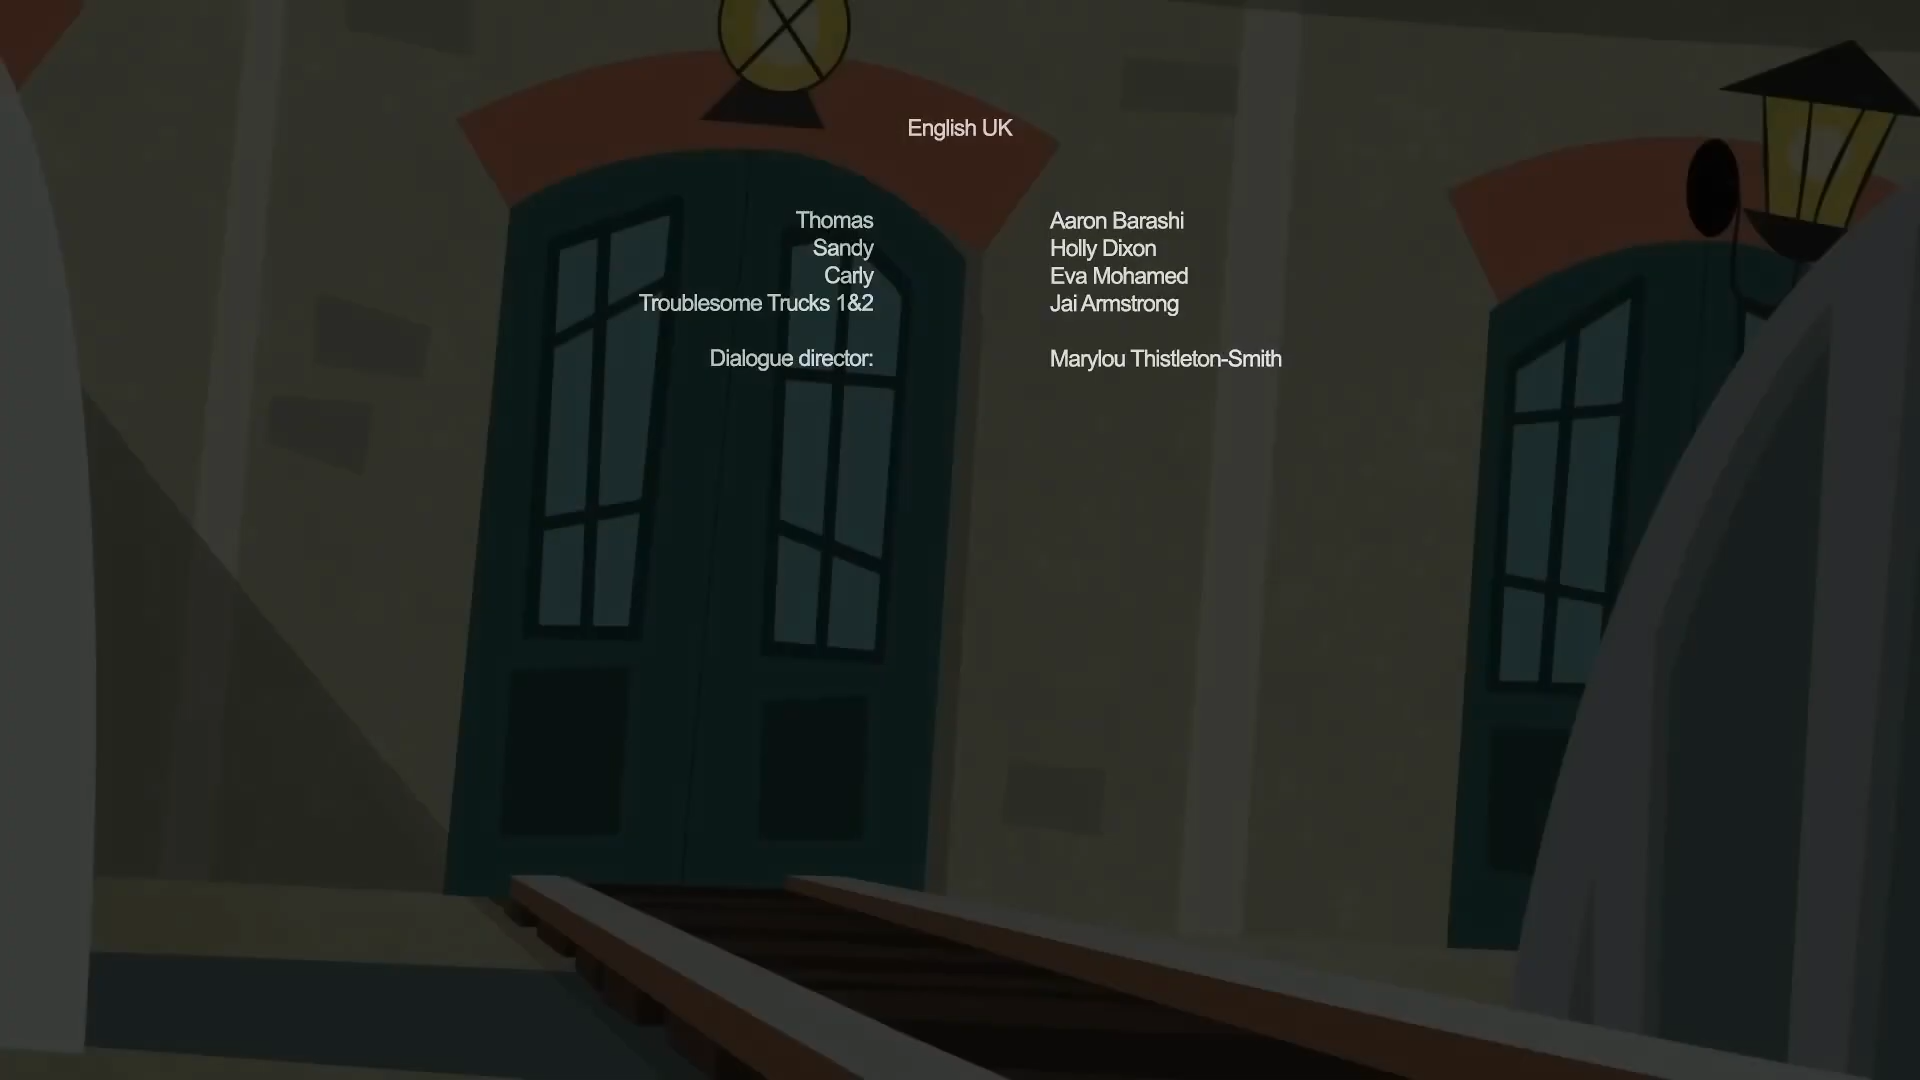 English UK
Thomas Aaron Barashi
Sandy Holly Dixon
Carly Eva Mohamed
Troublesome Trucks 1&2 Jai Armstrong
Dialogue director: Marylou Thistleton-Smith